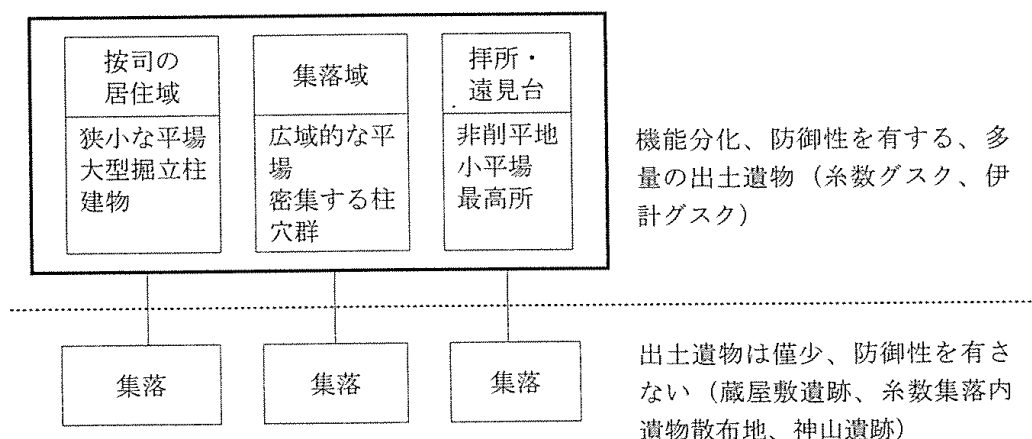 按司の
居住域
狭小な平場
大型掘立柱
建物
集落域
広域的な平
場
密集する柱
穴群
拝所・
遠見台
非削平地
小平場
最高所
機能分化、防御性を有する、多
量の出土遺物（糸数グスク、伊
計グスク）
集落
集落
集落
出土遺物は僅少、防御性を有さ
ない（蔵屋敷遺跡、糸数集落内
遺物散布地、神山遺跡）